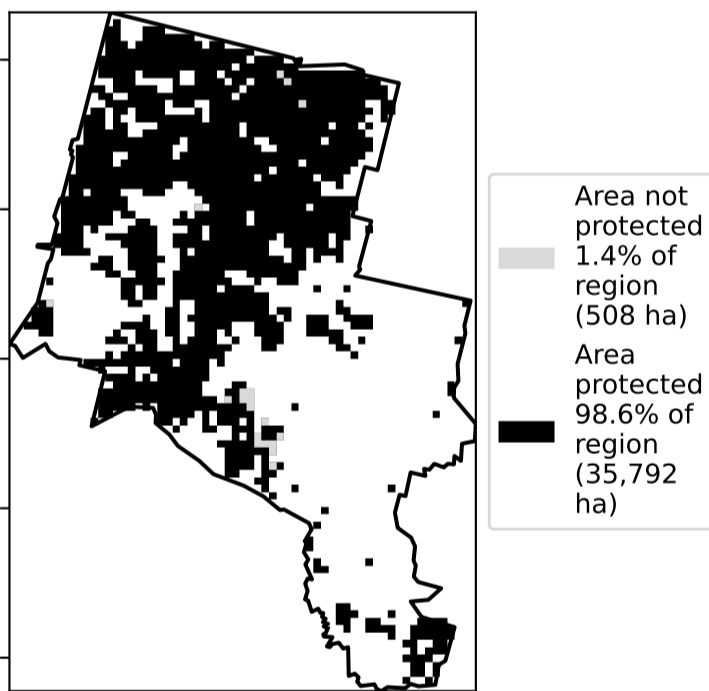 Area not
protected
1.4% of
region
(508 ha)
Area
protected
98.6% of
region
(35,792
ha)